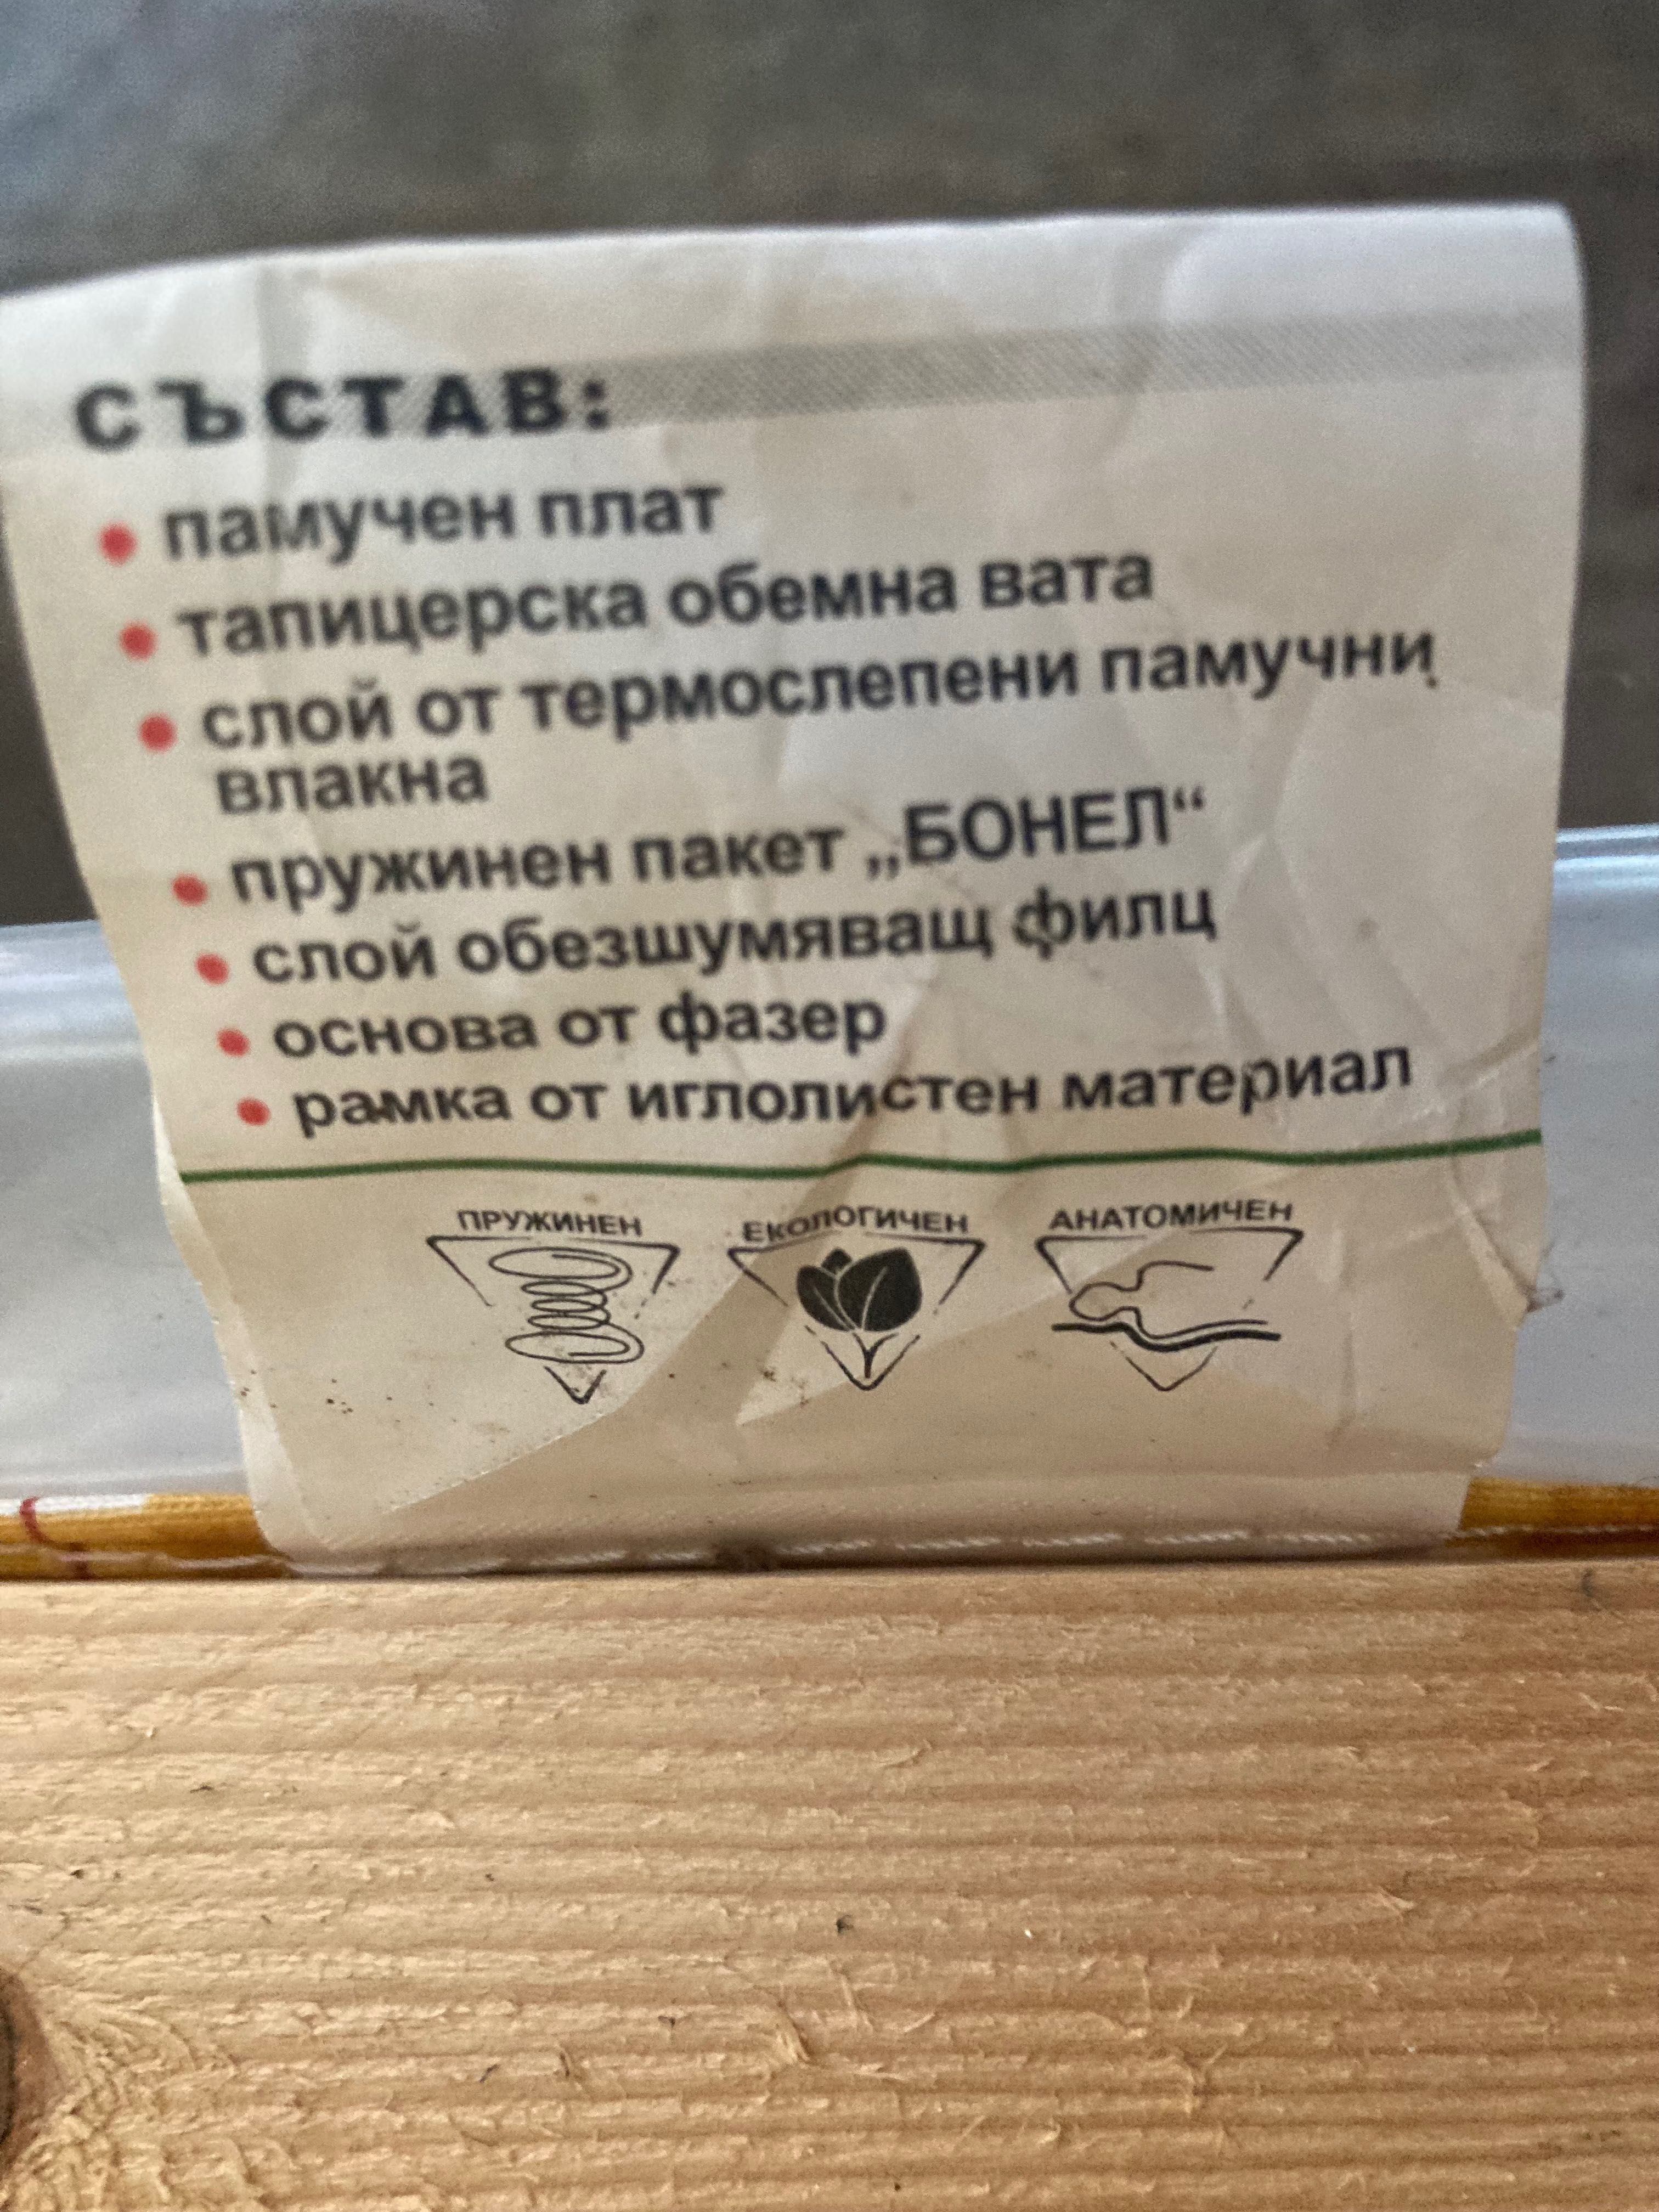 СЪСТАВ:
• памучен плат
• тапицерска обемна вата
• слой от термослепени памучни
влакна
• пружинен пакет „БОНЕЛ“
• слой обезшумяващ филц
• основа от фазер
• рамка от иглолистен материал
ПРУЖИНЕН ЕКОЛОГИЧЕН АНАТОМИЧЕН